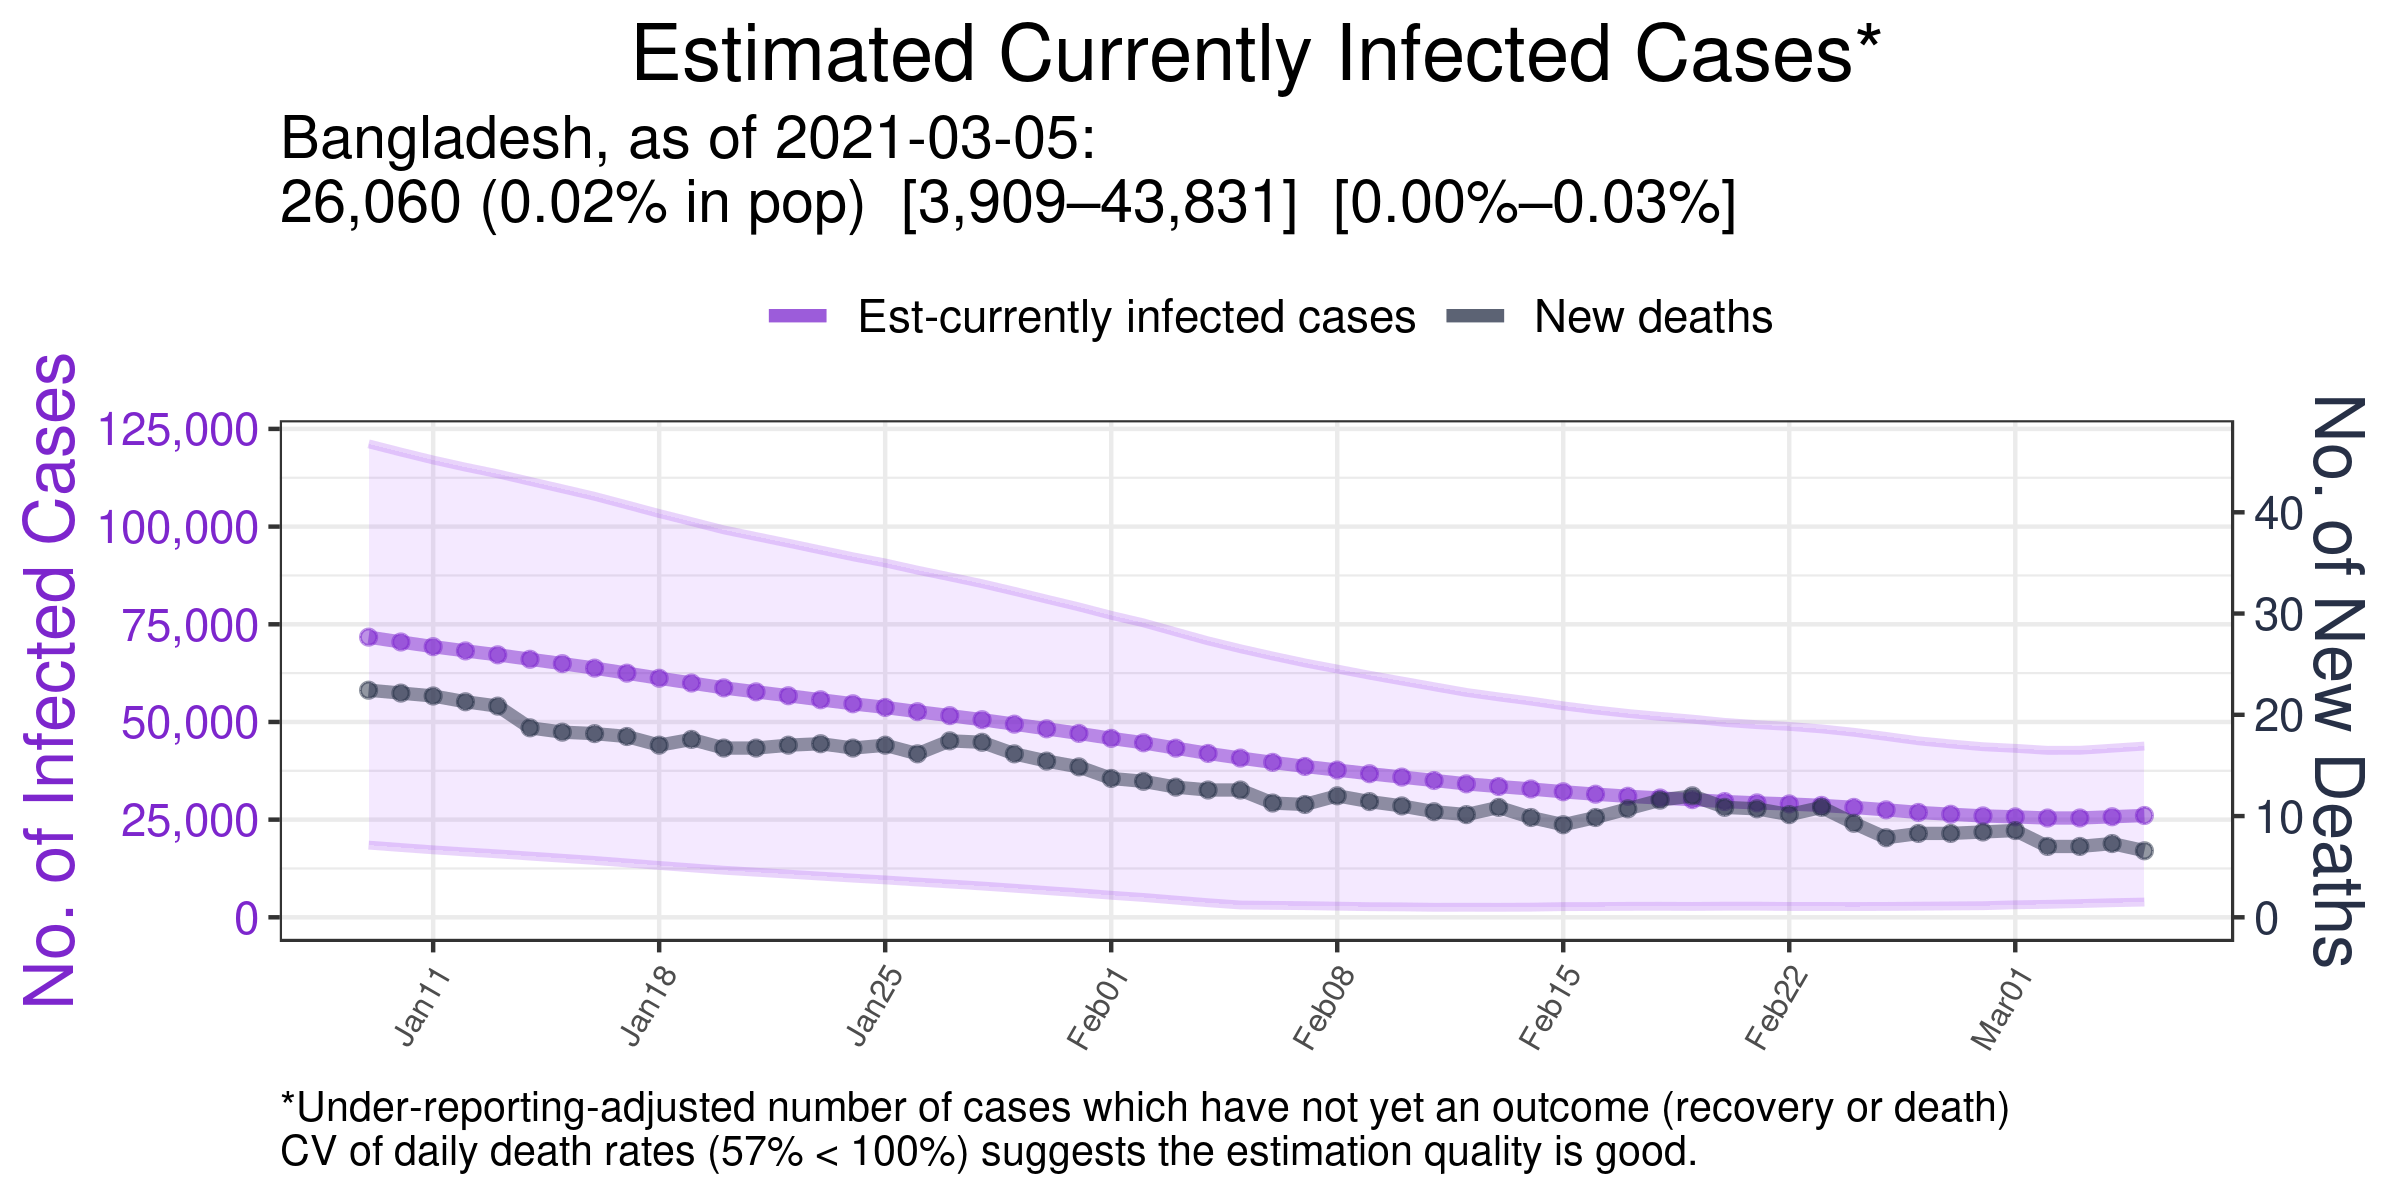 Estimated Currently Infected Cases*
Bangladesh, as of 2021-03-05:
26,060 (0.02% in pop) [3,909–43,831] [0.00%–0.03%]
Est-currently infected cases New deaths
No. of Infected Cases
125,000
100,000
75,000
50,000
25,000
0
40
30
20
10
0
No. of New Deaths
Jan11 Jan18 Jan25 Feb01 Feb08 Feb15 Feb22 Mar01
*Under-reporting-adjusted number of cases which have not yet an outcome (recovery or death)
CV of daily death rates (57% < 100%) suggests the estimation quality is good.